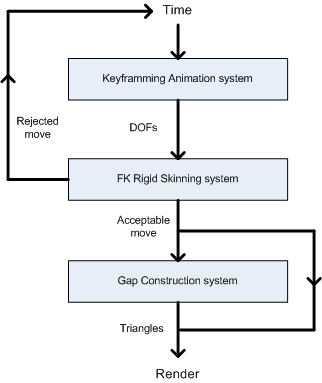 Time
Keyframming Animation system
DOFs
Rejected
move
FK Rigid Skinning system
Acceptable
move
Gap Construction system
Triangles
Render